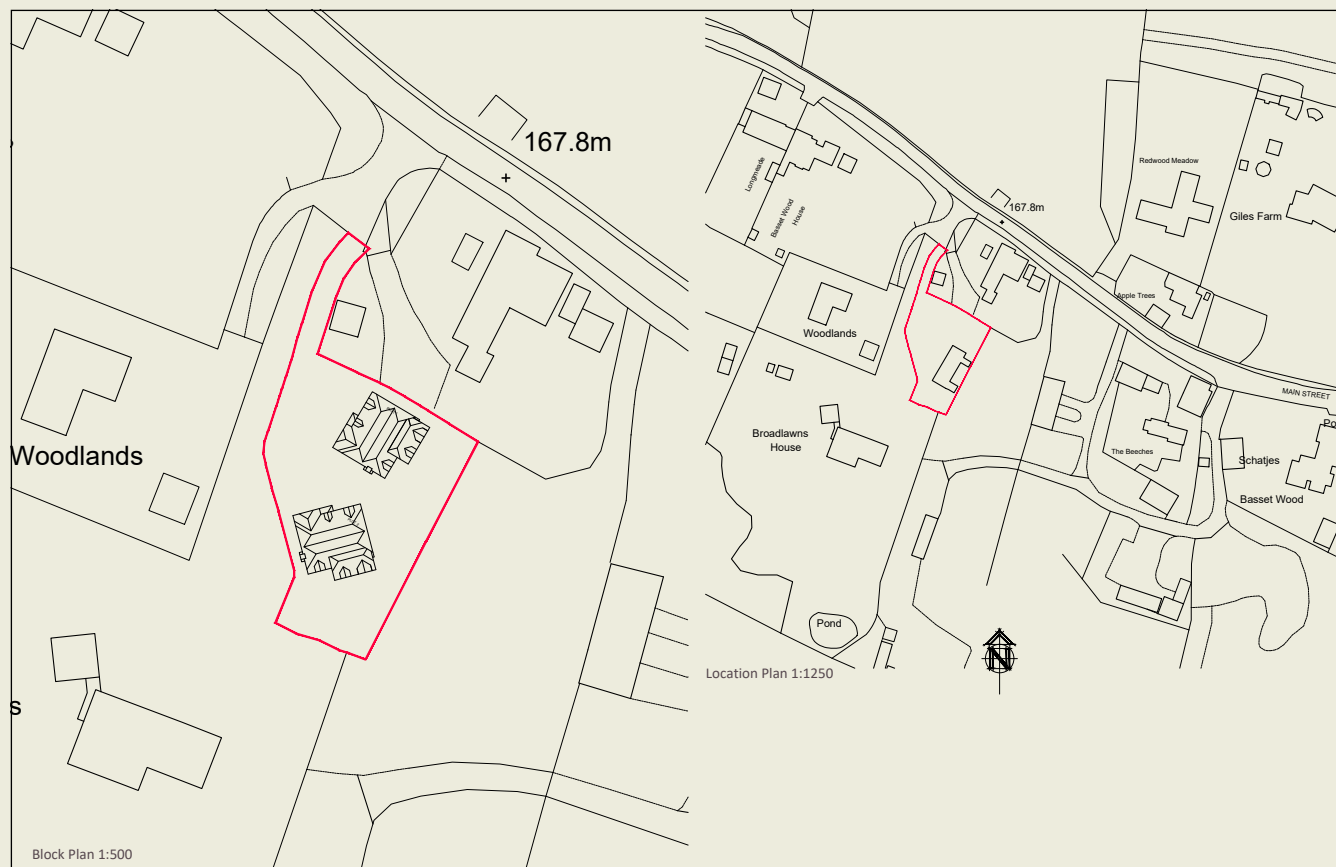 167.8m
Woodlands
s
Block Plan 1:500
Longmeade
Basset Wood
House
167.8m
Redwood Meadow
Giles Farm
Apple Trees
Woodlands
MAIN STREET
Po
Broadlawns
House
The Beeches
Schatjes
Basset Wood
Pond
N
Location Plan 1:1250